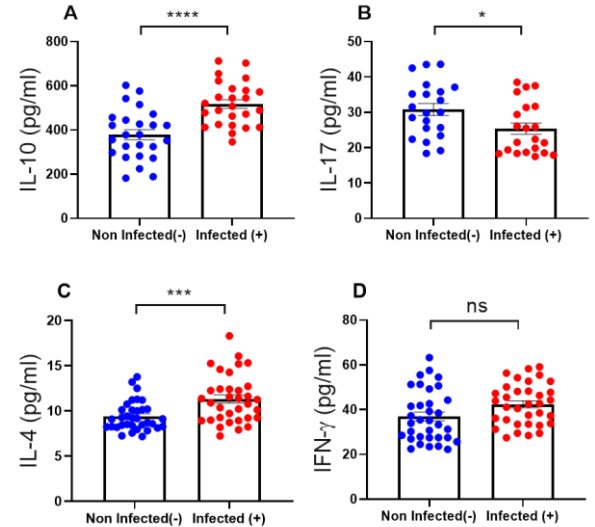 A
****
IL-10 (pg/ml)
800
600
400
200
0
Non Infected(-) Infected (+)
B
*
IL-17 (pg/ml)
50
40
30
20
10
0
Non Infected(-) Infected (+)
C
***
IL-4 (pg/ml)
20
15
10
5
0
Non Infected(-) Infected (+)
D
ns
IFN-γ (pg/ml)
80
60
40
20
0
Non Infected(-) Infected (+)